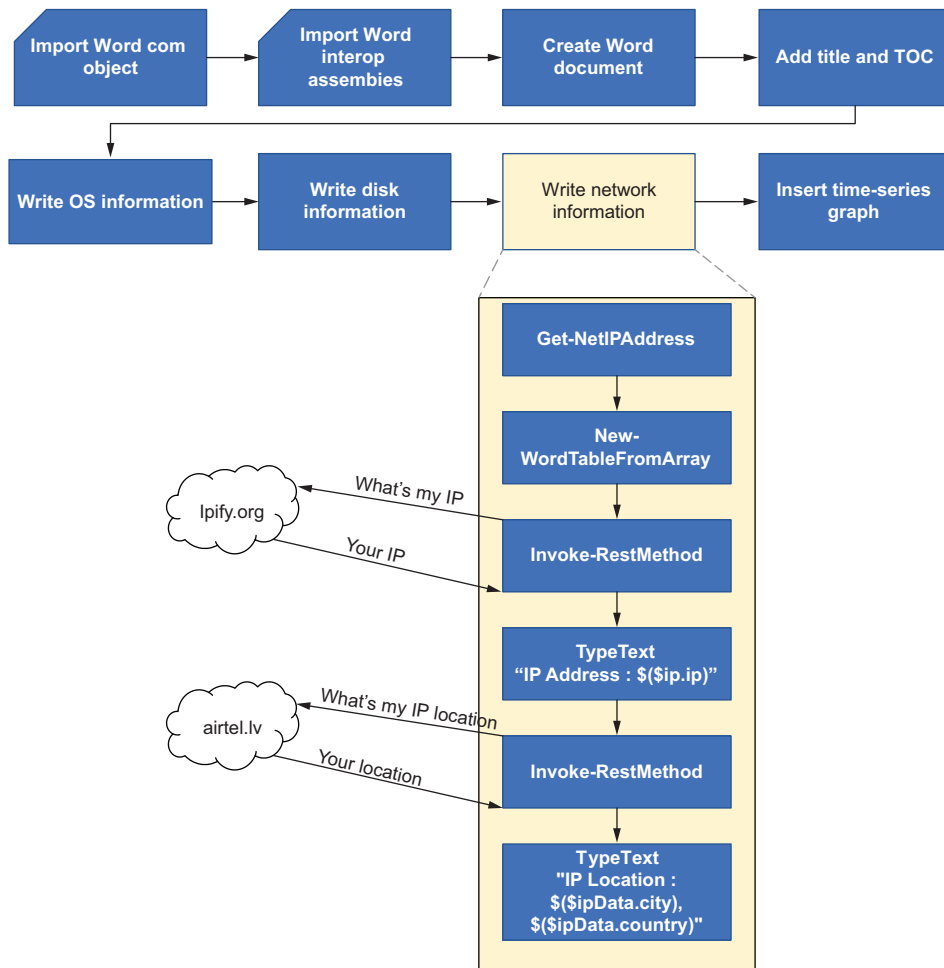 Import Word com
object
Import Word
interop
assembies
Create Word
document
Add title and TOC
Write OS information
Write disk
information
Write network
information
Insert time-series
graph
Get-NetIPAddress
New-
WordTableFromArray
What’s my IP
Ipify.org
Your IP
Invoke-RestMethod
TypeText
“IP Address : $($ip.ip)”
What’s my IP location
airtel.lv
Your location
Invoke-RestMethod
TypeText
"IP Location :
$($ipData.city),
$($ipData.country)"